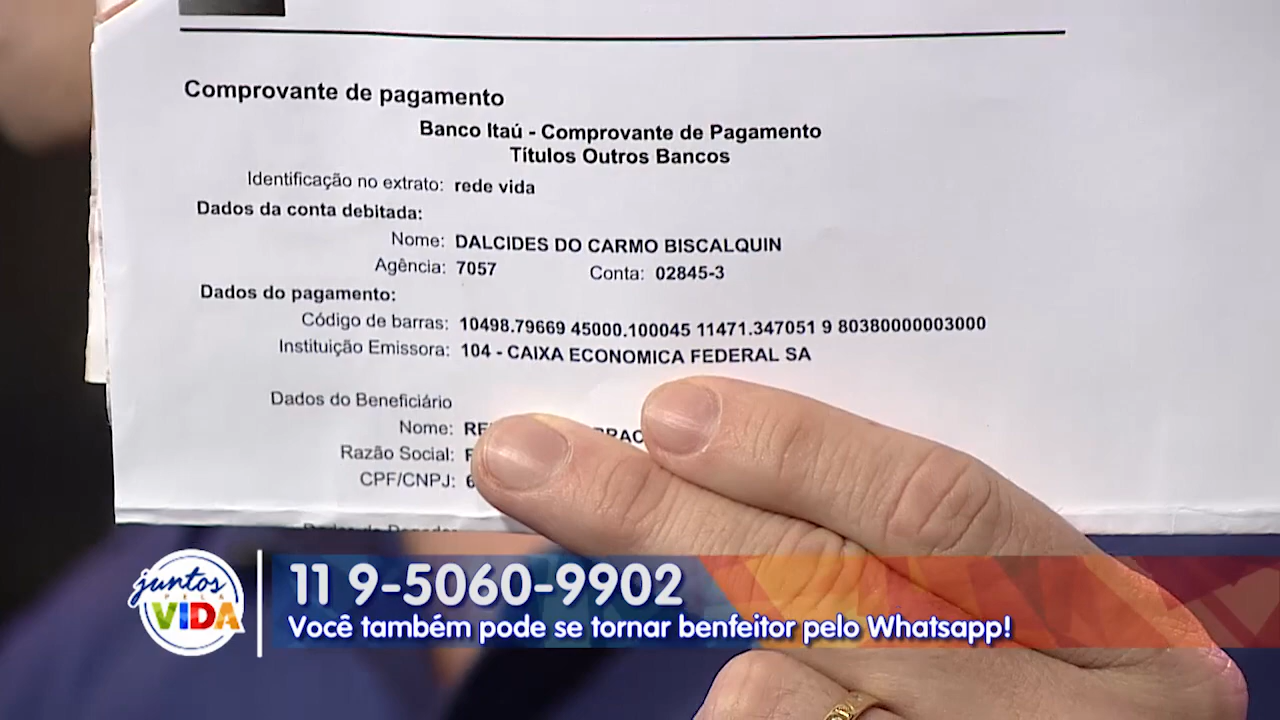 Comprovante de pagamento
Banco Itaú - Comprovante de Pagamento
Títulos Outros Bancos
Identificação no extrato: rede vida
Dados da conta debitada:
Nome: DALCIDES DO CARMO BISCALQUIN
Agência: 7057 Conta: 02845-3
Dados do pagamento:
Código de barras: 10498.79669 45000.100045 11471.347051 9 80380000003000
Instituição Emissora: 104 - CAIXA ECONOMICA FEDERAL SA
Dados do Beneficiário
Nome:
Razão Social:
CPF/CNPJ:
juntos
PELA
VIDA
11 9-5060-9902
Você também pode se tornar benfeitor pelo Whatsapp!